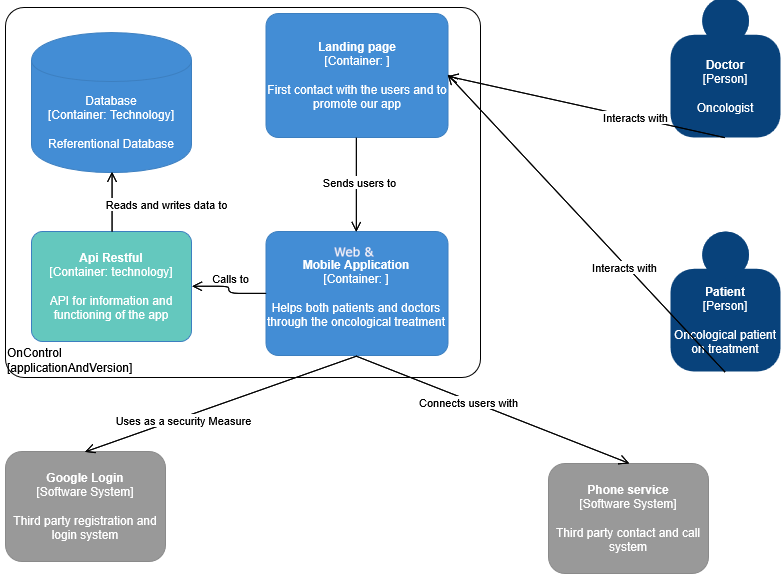 Landing page
[Container: ]
First contact with the users and to
promote our app
Doctor
[Person]
Oncologist
Database
[Container: Technology]
Referentional Database
Interacts with
Sends users to
Reads and writes data to
Api Restful
[Container: technology]
API for information and
functioning of the app
Calls to
Web &
Mobile Application
[Container: ]
Helps both patients and doctors
through the oncological treatment
Interacts with
Patient
[Person]
Oncological patient
on treatment
OnControl
[applicationAndVersion]
Uses as a security Measure
Connects users with
Google Login
[Software System]
Third party registration and
login system
Phone service
[Software System]
Third party contact and call
system